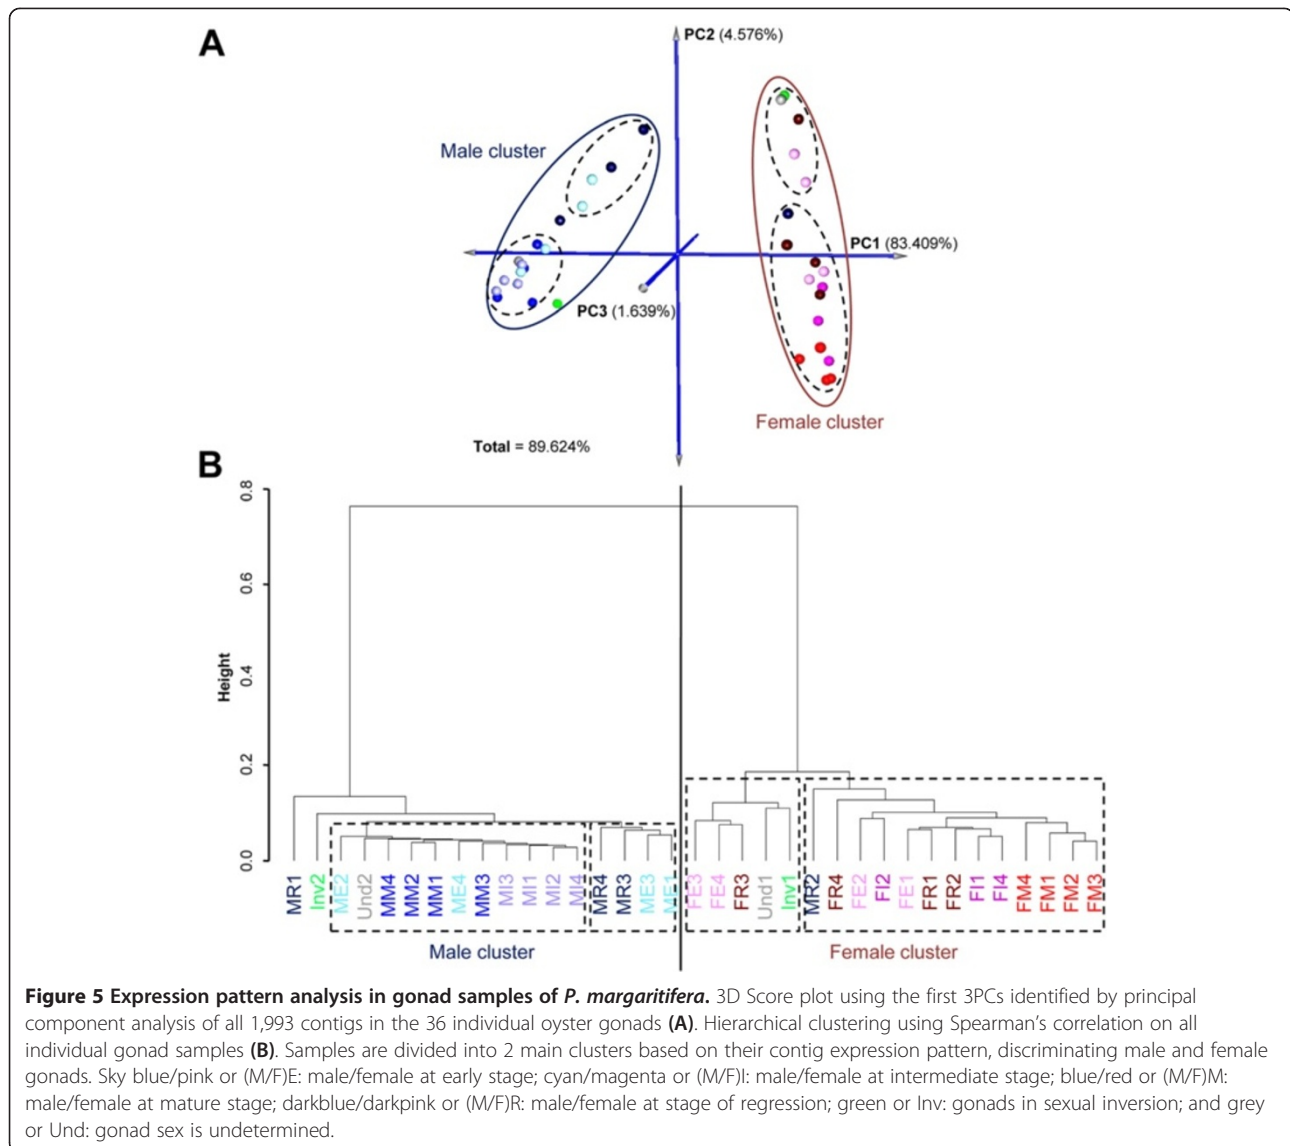 A
PC2 (4.576%)
Male cluster
PC1 (83.409%)
PC3 (1.639%)
Female cluster
Total = 89.624%
B
0.8
0.6
0.4
0.2
0.0
Height
MR1 Inv2 ME2 Und2 MM4 MM2 MM1 ME4 MM3 MI3 MI1 MI2 MI4 MR4 MR3 ME3 ME1 FE3 FE4 FR3 Und1 Inv1 MR2 FR4 FE2 FI2 FE1 FR1 FR2 FI1 FI4 FM4 FM1 FM2 FM3
Male cluster
Female cluster
Figure 5 Expression pattern analysis in gonad samples of P. margaritifera. 3D Score plot using the first 3PCs identified by principal
component analysis of all 1,993 contigs in the 36 individual oyster gonads (A). Hierarchical clustering using Spearman's correlation on all
individual gonad samples (B). Samples are divided into 2 main clusters based on their contig expression pattern, discriminating male and female
gonads. Sky blue/pink or (M/F)E: male/female at early stage; cyan/magenta or (M/F)I: male/female at intermediate stage; blue/red or (M/F)M:
male/female at mature stage; darkblue/darkpink or (M/F)R: male/female at stage of regression; green or Inv: gonads in sexual inversion; and grey
or Und: gonad sex is undetermined.